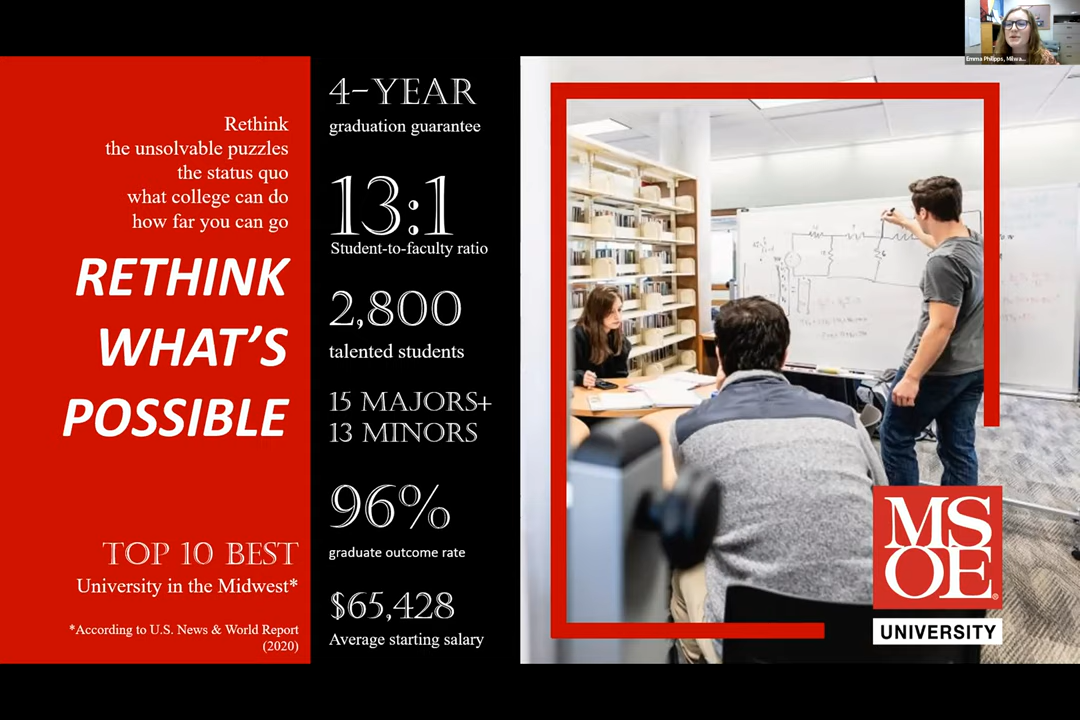 Emma Philipps, Milwa...
Rethink
the unsolvable puzzles
the status quo
what college can do
how far you can go
RETHINK
WHAT'S
POSSIBLE
TOP 10 BEST
University in the Midwest*
*According to U.S. News & World Report
(2020)
4-YEAR
graduation guarantee
13:1
Student-to-faculty ratio
2,800
talented students
15 MAJORS+
13 MINORS
96%
graduate outcome rate
$65,428
Average starting salary
MS
OE
UNIVERSITY